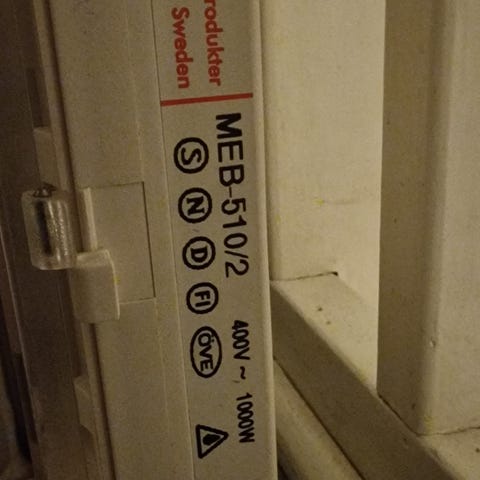 rodukter
Sweden
MEB-510/2 400V ~ 1000W
S N D FI ÖVE